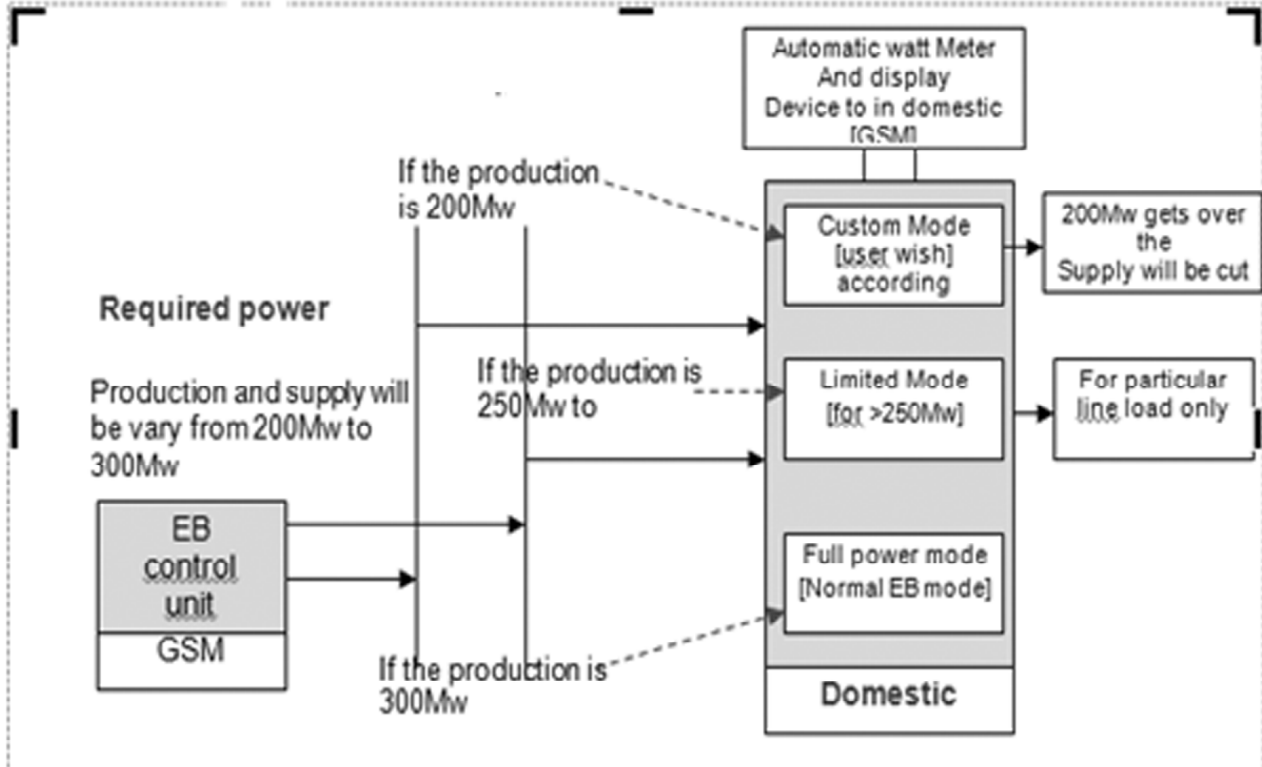 Automatic watt Meter
And display
Device to in domestic
[GSM]
If the production
is 200Mw
Custom Mode
[user wish]
according
200Mw gets over
the
Supply will be cut
Required power
Production and supply will
be vary from 200Mw to
300Mw
If the production is
250Mw to
Limited Mode
[for >250Mw]
For particular
line load only
EB
control
unit
GSM
Full power mode
[Normal EB mode]
If the production is
300Mw
Domestic